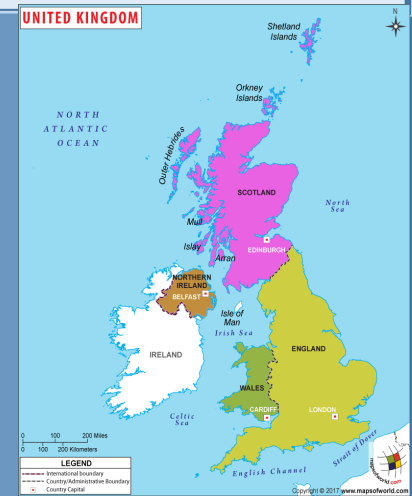 UNITED KINGDOM
N
Shetland
Islands
Orkney
Islands
NORTH
ATLANTIC
OCEAN
Outer Hebrides
SCOTLAND
North
Sea
Mull
Islay
EDINBURGH
Arran
NORTHERN
IRELAND
BELFAST
Isle of
Man
Irish Sea
IRELAND
ENGLAND
WALES
Celtic
Sea
CARDIFF
LONDON
0 100 200 Miles
0 100 200 Kilometers
Strait of Dover
English Channel
LEGEND
International boundary
Country/Administrative Boundary
Country Capital
mapsofworld.com
Copyright © 2017 www.mapsofworld.com